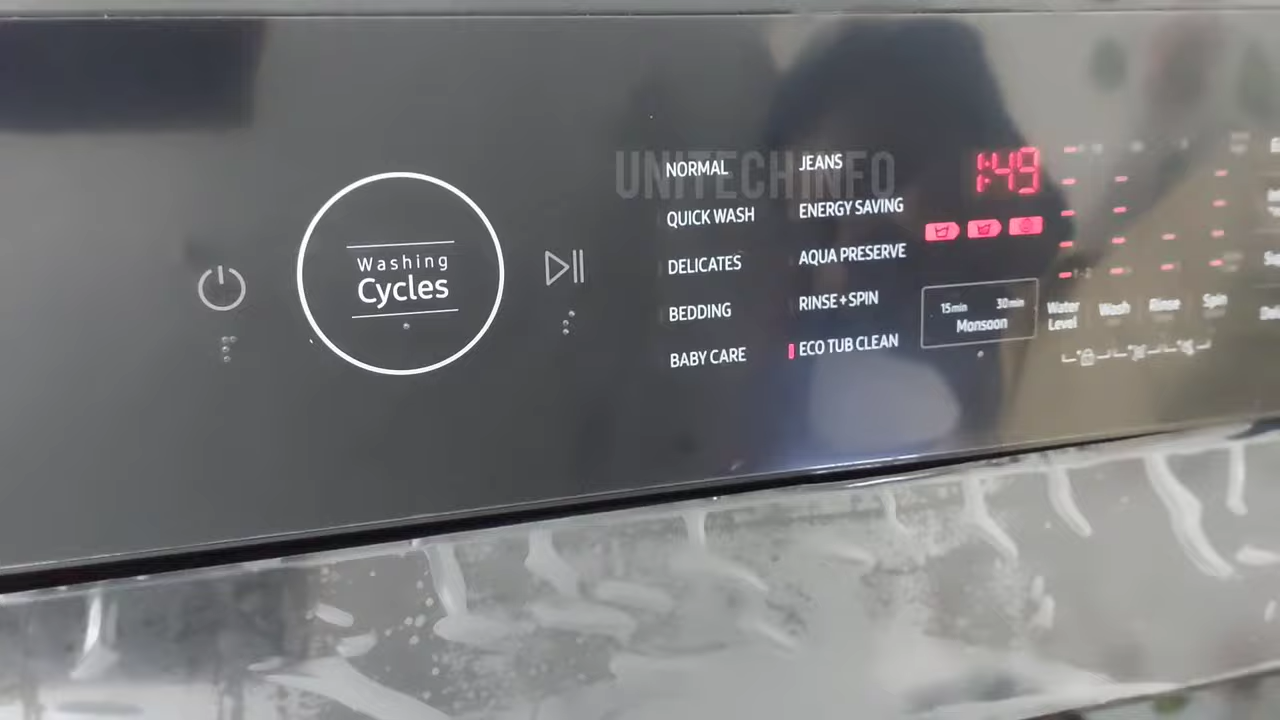 UNITECHINFO
Washing
Cycles
NORMAL
QUICK WASH
DELICATES
BEDDING
BABY CARE
JEANS
ENERGY SAVING
AQUA PRESERVE
RINSE+SPIN
ECO TUB CLEAN
1:49
15min 30min
Monsoon
Water
Level
Wash
Rinse
Spin